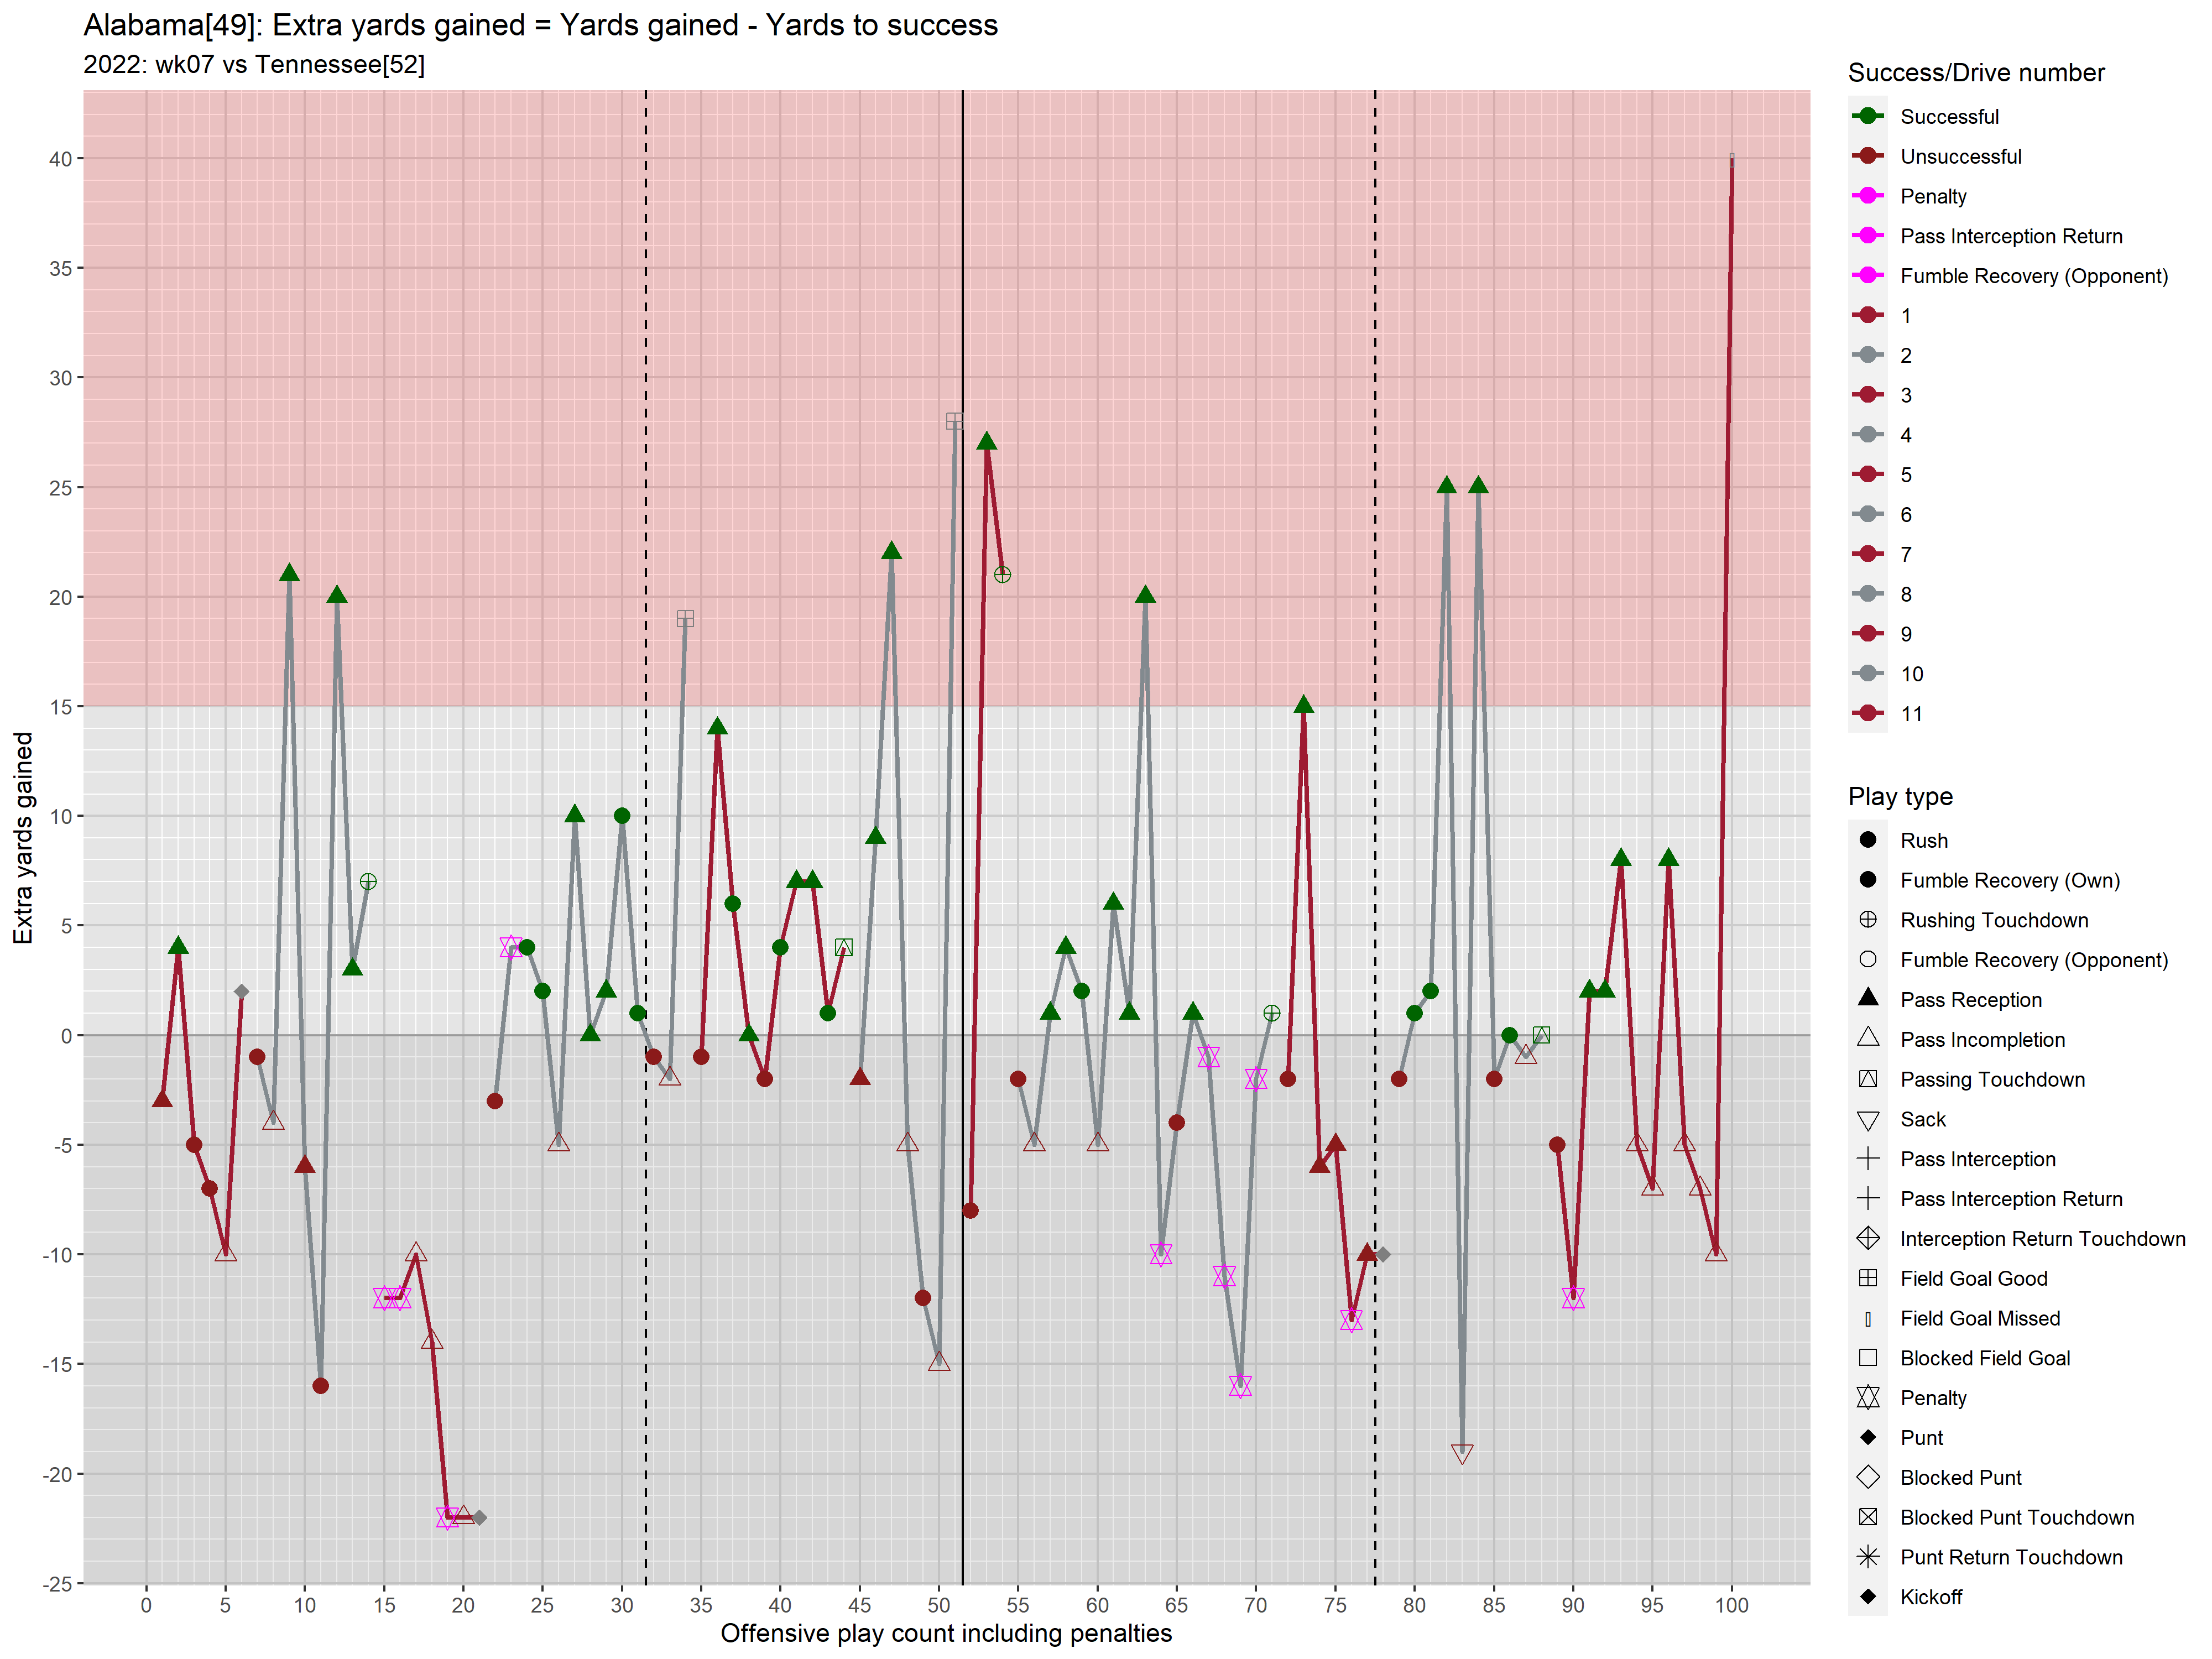 Alabama[49]: Extra yards gained = Yards gained - Yards to success
2022: wk07 vs Tennessee[52]
Extra yards gained
40
35
30
25
20
15
10
5
0
-5
-10
-15
-20
-25
0 5 10 15 20 25 30 35 40 45 50 55 60 65 70 75 80 85 90 95 100
Offensive play count including penalties
Success/Drive number
Successful
Unsuccessful
Penalty
Pass Interception Return
Fumble Recovery (Opponent)
1
2
3
4
5
6
7
8
9
10
11
Play type
Rush
Fumble Recovery (Own)
Rushing Touchdown
Fumble Recovery (Opponent)
Pass Reception
Pass Incompletion
Passing Touchdown
Sack
Pass Interception
Pass Interception Return
Interception Return Touchdown
Field Goal Good
Field Goal Missed
Blocked Field Goal
Penalty
Punt
Blocked Punt
Blocked Punt Touchdown
Punt Return Touchdown
Kickoff